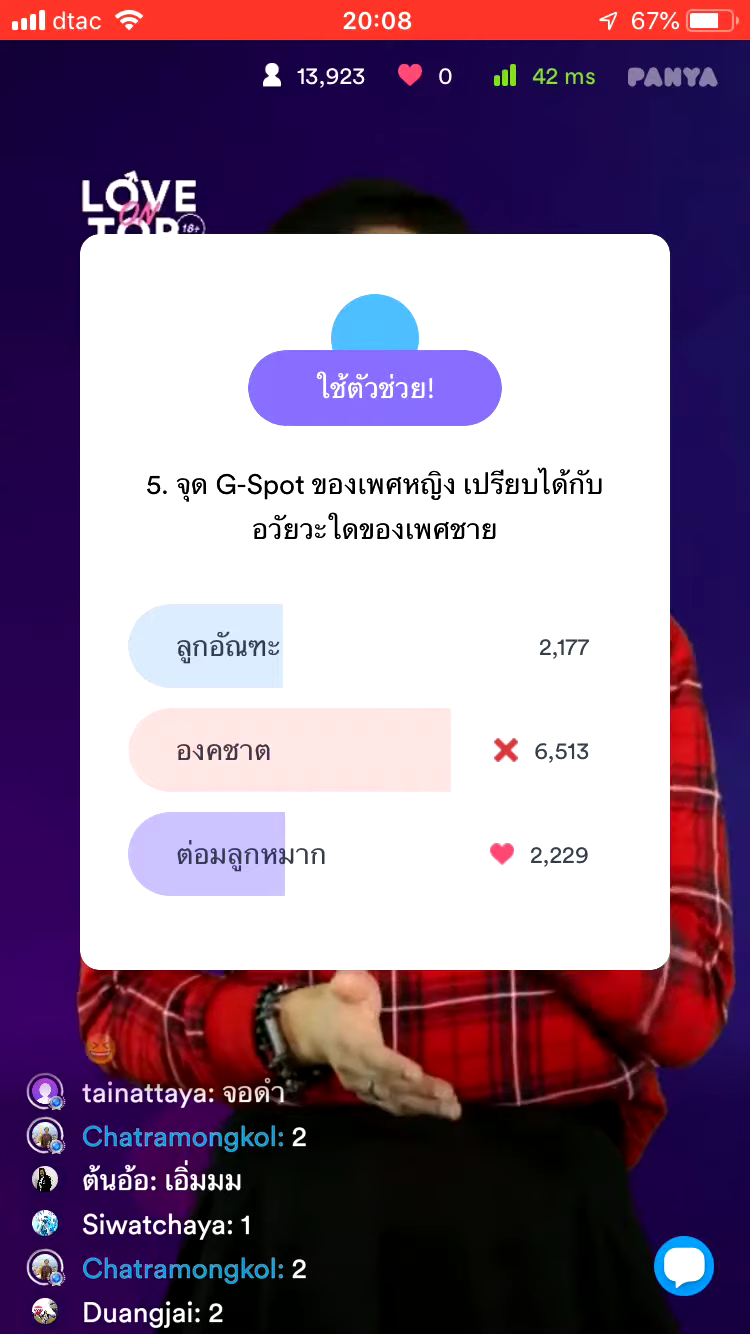 dtac 20:08 67%
13,923 0 42 ms PANYA
LOVE
ON
TOP 18+
ใช้ตัวช่วย!
5. จุด G-Spot ของเพศหญิง เปรียบได้กับ
อวัยวะใดของเพศชาย
ลูกอัณฑะ 2,177
องคชาต 6,513
ต่อมลูกหมาก 2,229
tainattaya: จอดำ
Chatramongkol: 2
ต้นอ้อ: เอิ่มมม
Siwatchaya: 1
Chatramongkol: 2
Duangjai: 2